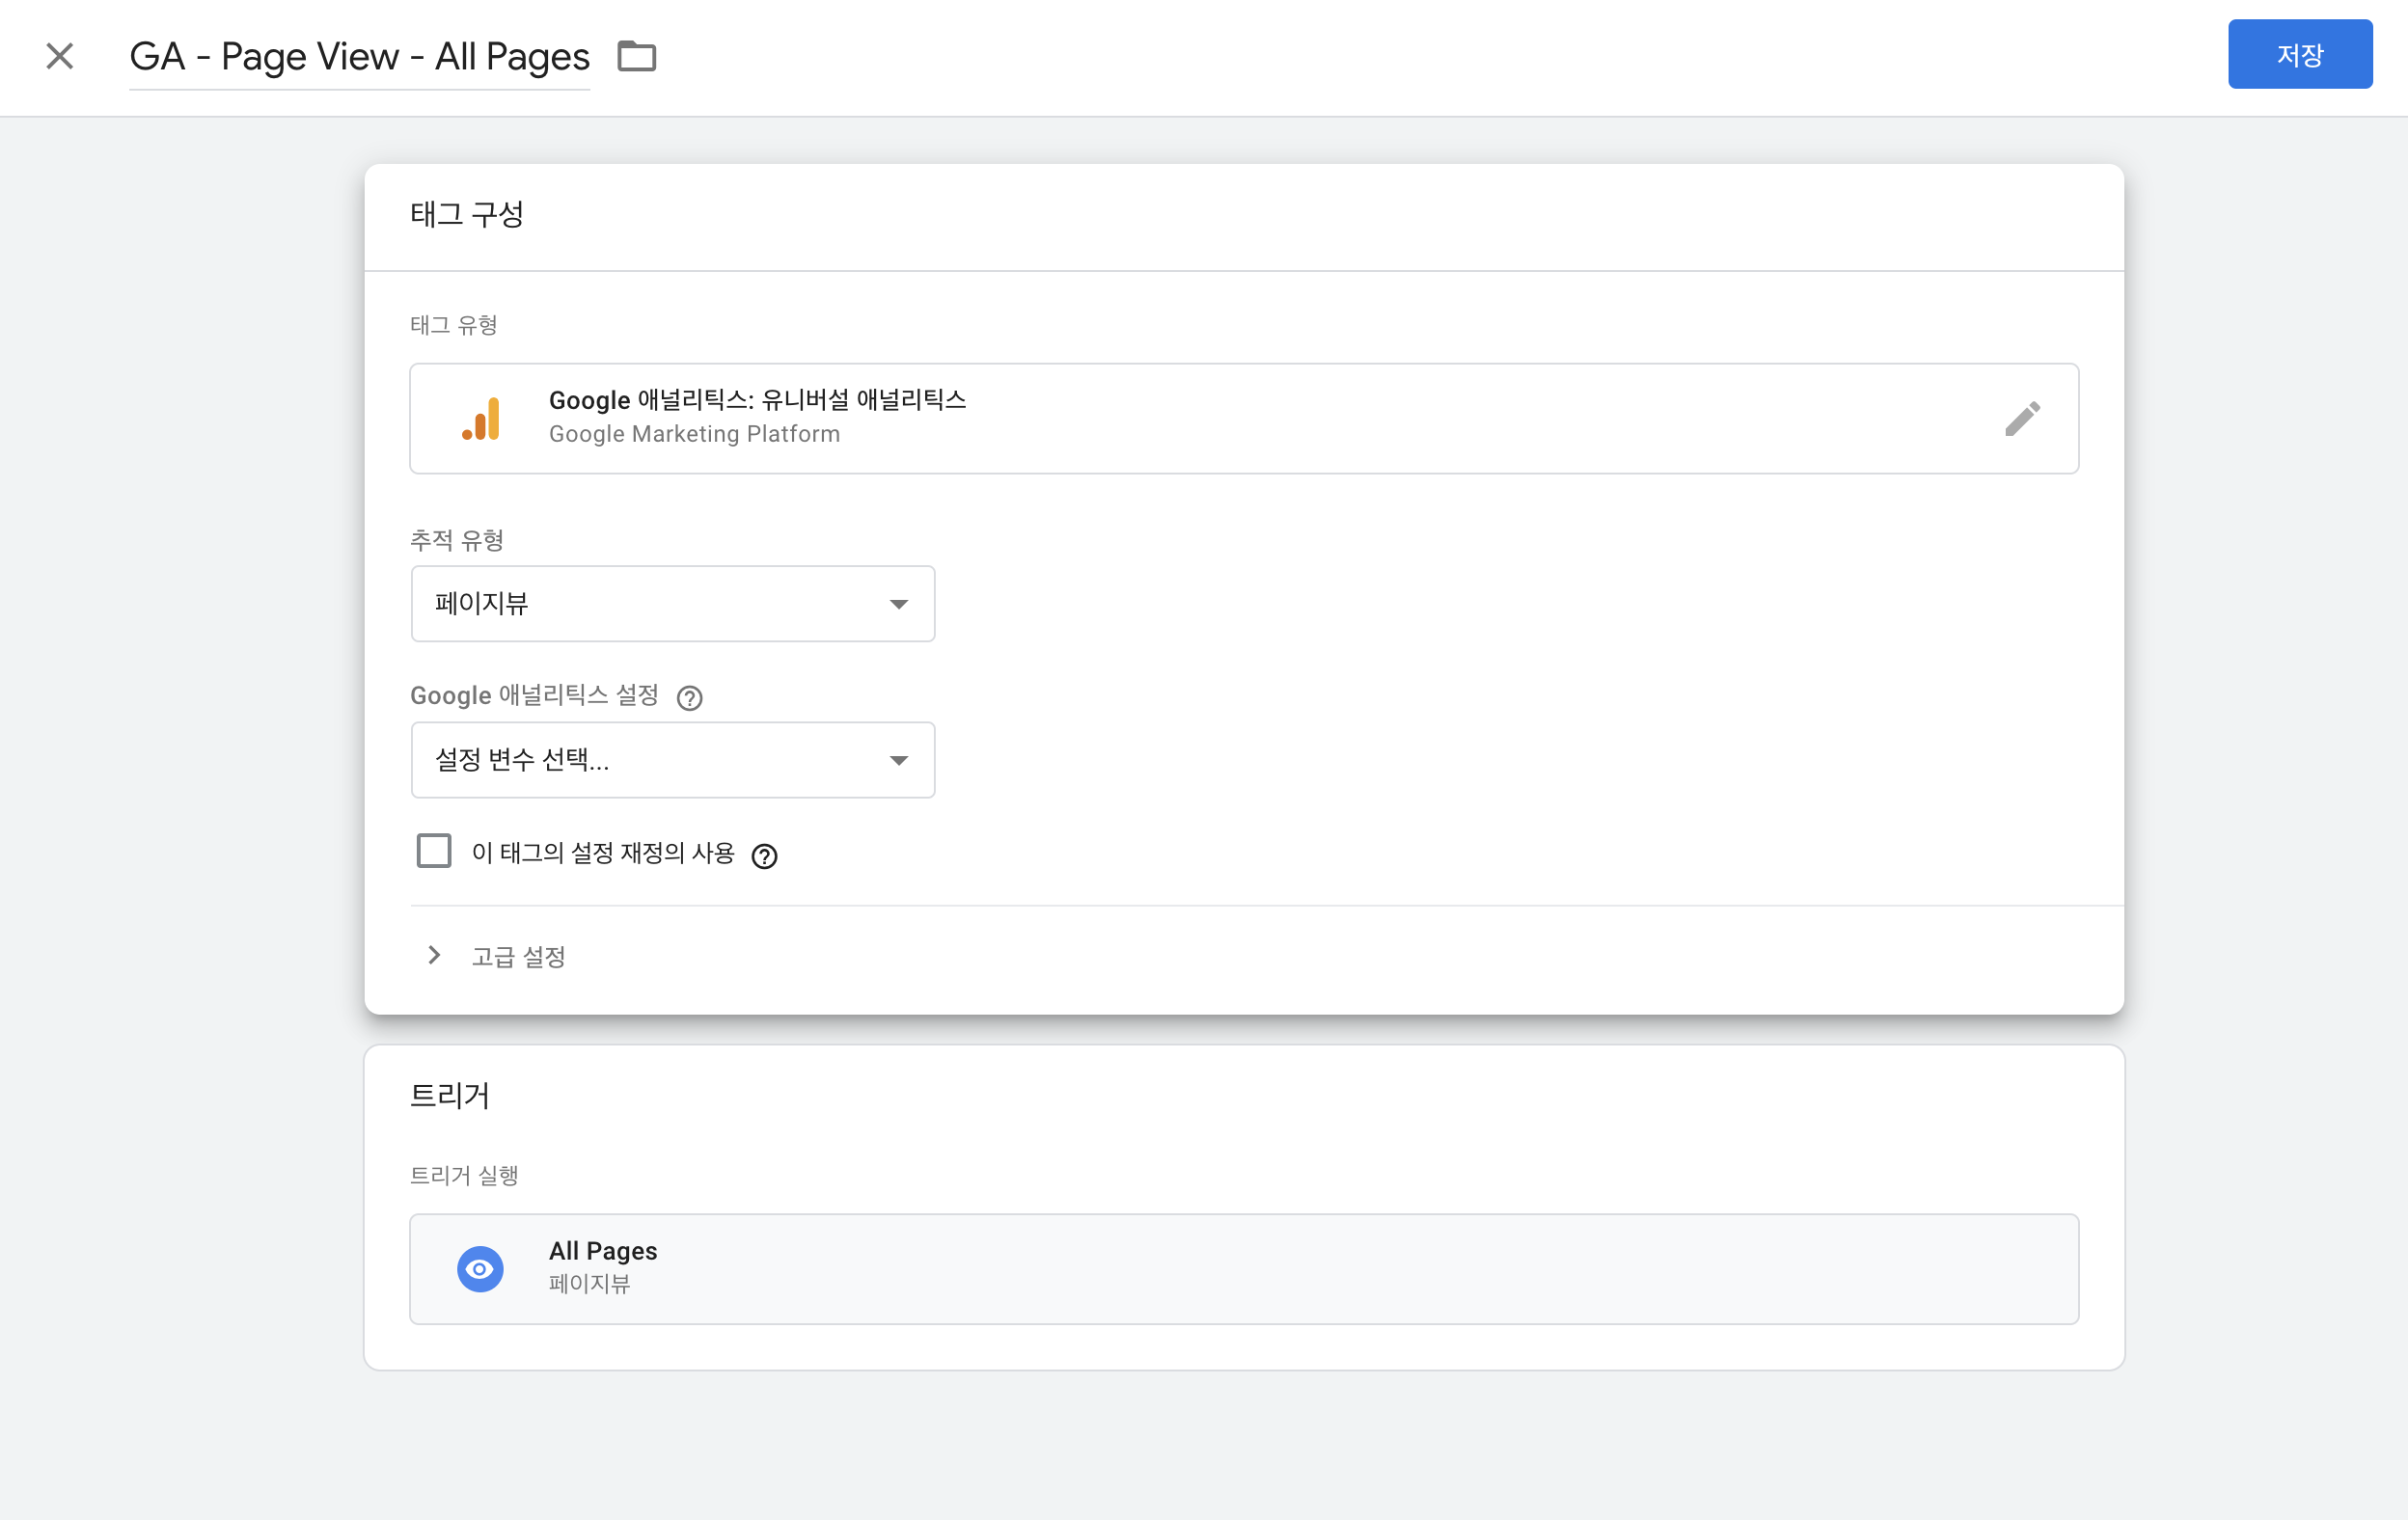 GA - Page View - All Pages
저장
태그 구성
태그 유형
Google 애널리틱스: 유니버설 애널리틱스
Google Marketing Platform
추적 유형
페이지뷰
Google 애널리틱스 설정
설정 변수 선택...
이 태그의 설정 재정의 사용
고급 설정
트리거
트리거 실행
All Pages
페이지뷰